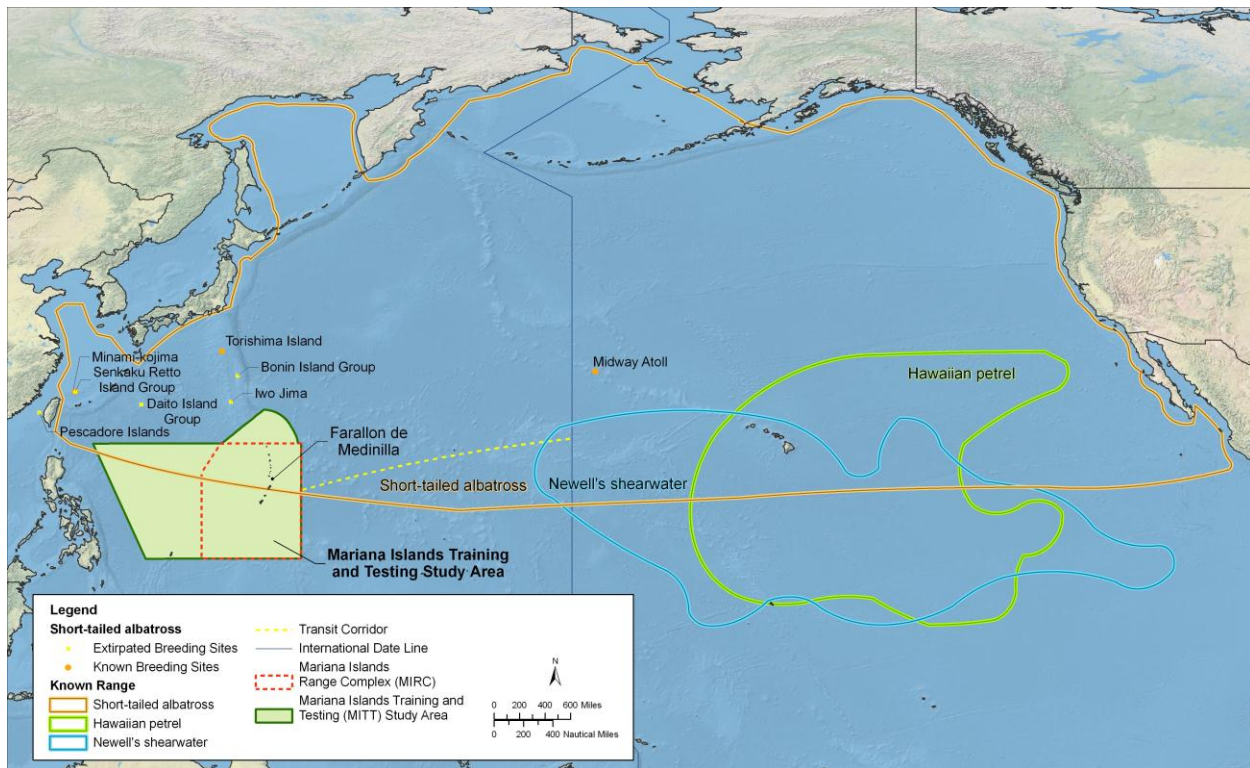 Torishima Island
Minami-kojima
Senkaku Retto
Island Group
Bonin Island Group
Daito Island
Group
Iwo Jima
Pescadore Islands
Midway Atoll
Hawaiian petrel
Farallon de
Medinilla
Short-tailed albatross
Newell's shearwater
Mariana Islands Training
and Testing Study Area
Legend
Short-tailed albatross
Extirpated Breeding Sites
Known Breeding Sites
Known Range
Short-tailed albatross
Hawaiian petrel
Newell's shearwater
Transit Corridor
International Date Line
Mariana Islands
Range Complex (MIRC)
Mariana Islands Training and
Testing (MITT) Study Area
N
0 200 400 600 Miles
0 200 400 Nautical Miles